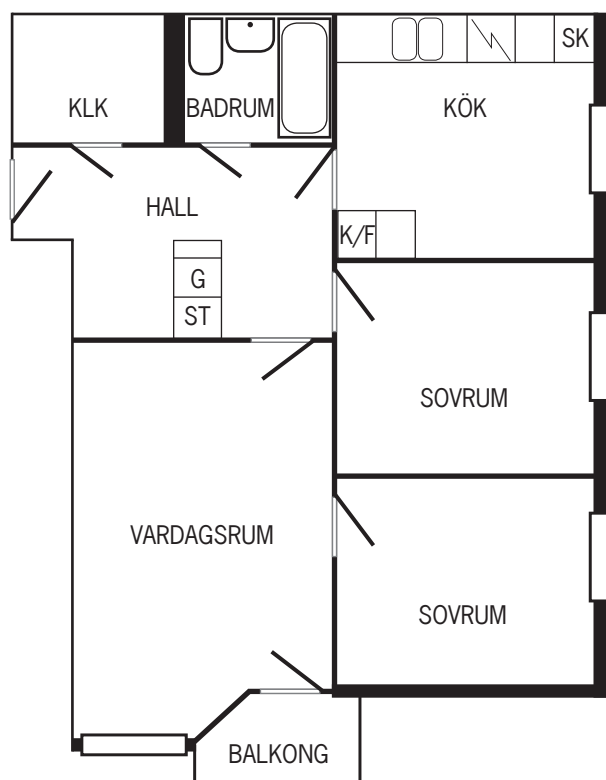 SK
KLK
BADRUM
KÖK
HALL
K/F
G
ST
SOVRUM
VARDAGSRUM
SOVRUM
BALKONG